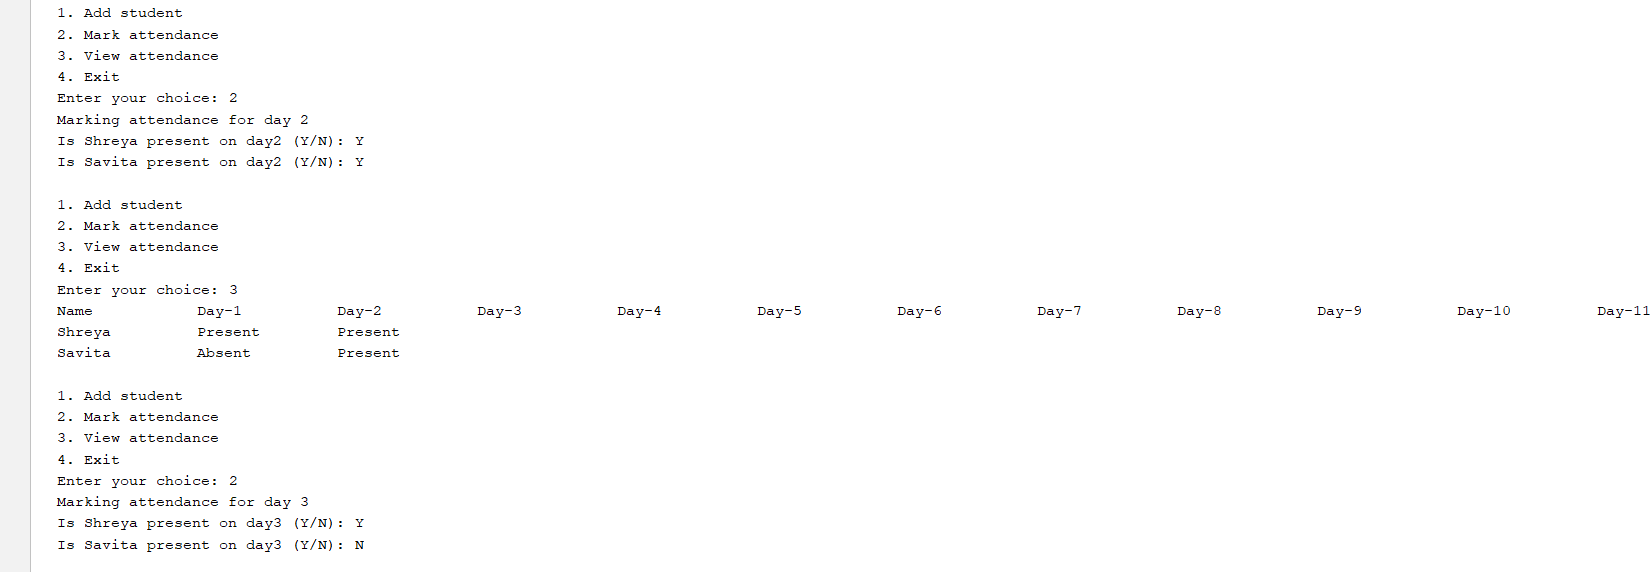 1. Add student
2. Mark attendance
3. View attendance
4. Exit
Enter your choice: 2
Marking attendance for day 2
Is Shreya present on day2 (Y/N): Y
Is Savita present on day2 (Y/N): Y
1. Add student
2. Mark attendance
3. View attendance
4. Exit
Enter your choice: 3
Name Day-1 Day-2 Day-3 Day-4 Day-5 Day-6 Day-7 Day-8 Day-9 Day-10 Day-11
Shreya Present Present
Savita Absent Present
1. Add student
2. Mark attendance
3. View attendance
4. Exit
Enter your choice: 2
Marking attendance for day 3
Is Shreya present on day3 (Y/N): Y
Is Savita present on day3 (Y/N): N